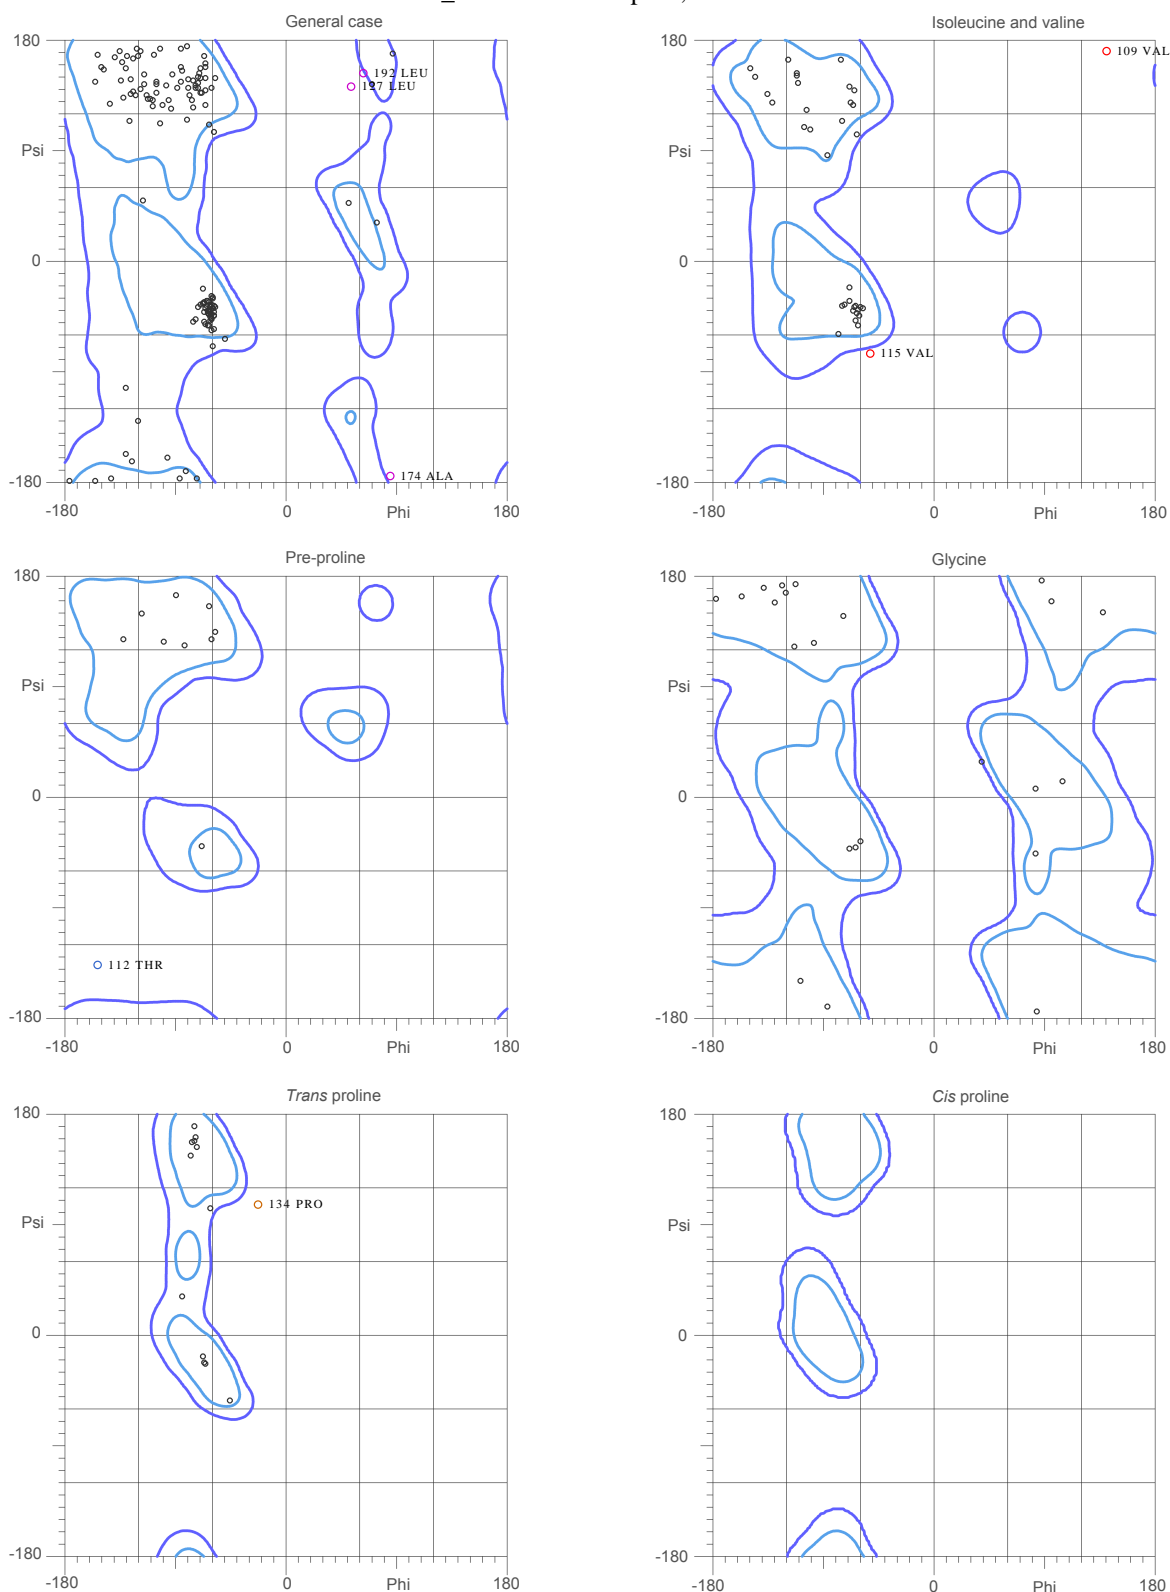 General case
180
192 LEU
127 LEU
Psi
0
174 ALA
-180
-180
0
Phi
180
Isoleucine and valine
180
109 VAL
Psi
0
115 VAL
-180
-180
0
Phi
180
Pre-proline
180
Psi
0
112 THR
-180
-180
0
Phi
180
Glycine
180
Psi
0
-180
-180
0
Phi
180
Trans proline
180
134 PRO
Psi
0
-180
-180
0
Phi
180
Cis proline
180
Psi
0
-180
-180
0
Phi
180